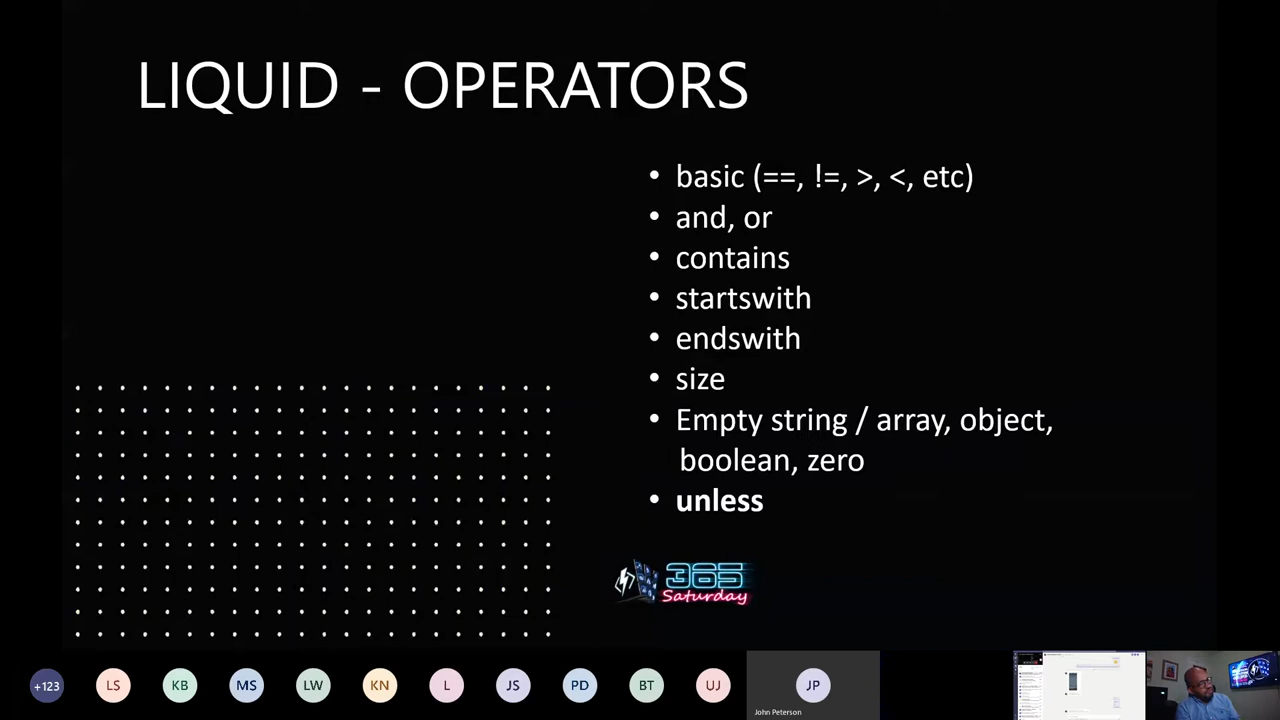 LIQUID - OPERATORS
• basic (==, !=, >, <, etc)
• and, or
• contains
• startswith
• endswith
• size
• Empty string / array, object,
boolean, zero
• unless
365
Saturday
+123
LS
KB
MS
LW
KN
L
JS
PD
BT
UJ
JP
John Peterson